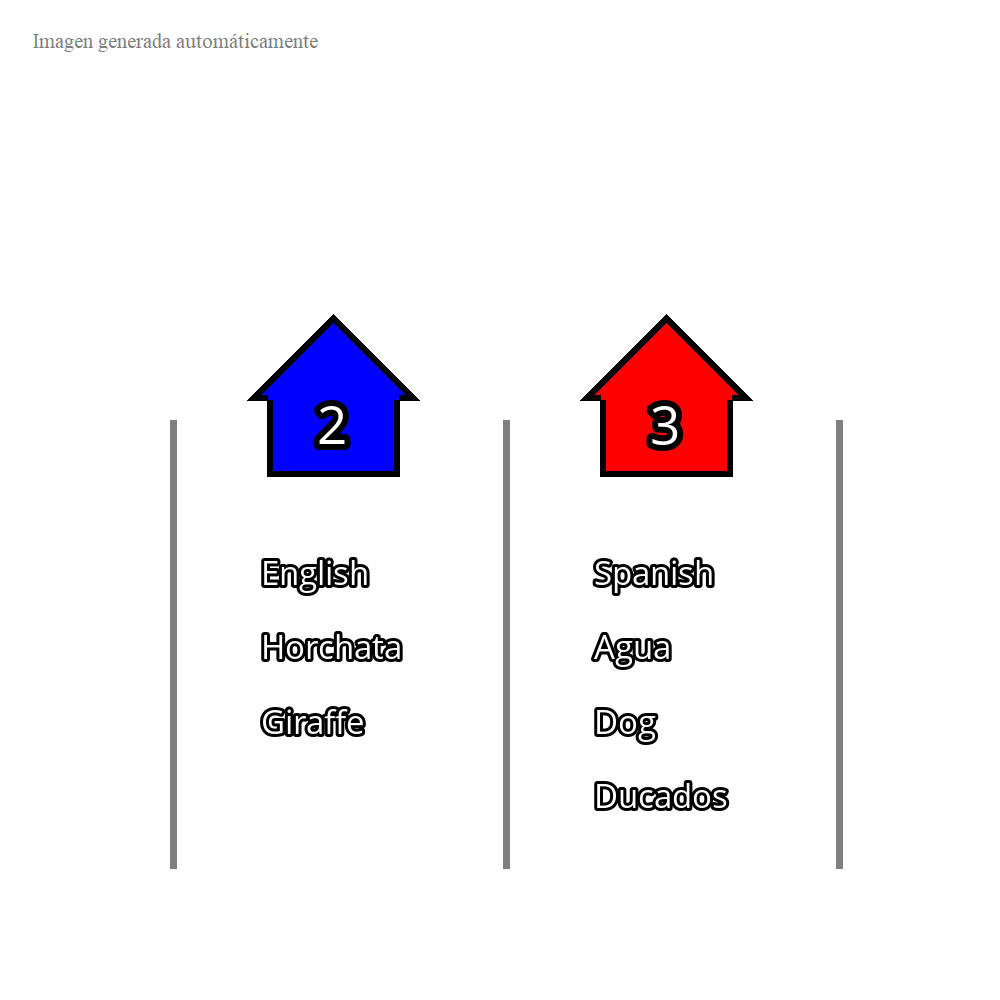 Imagen generada automáticamente
2
3
English
Horchata
Giraffe
Spanish
Agua
Dog
Ducados